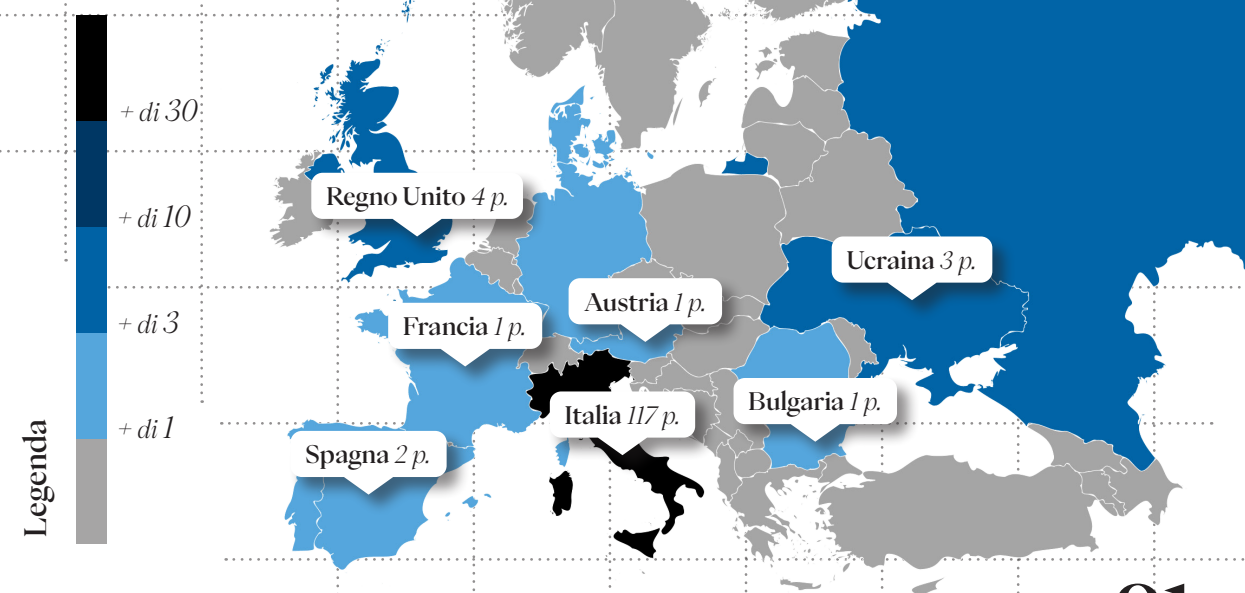 + di 30
+ di 10
+ di 3
+ di 1
Legenda
Regno Unito 4 p.
Ucraina 3 p.
Austria 1 p.
Francia 1 p.
Bulgaria 1 p.
Italia 117 p.
Spagna 2 p.